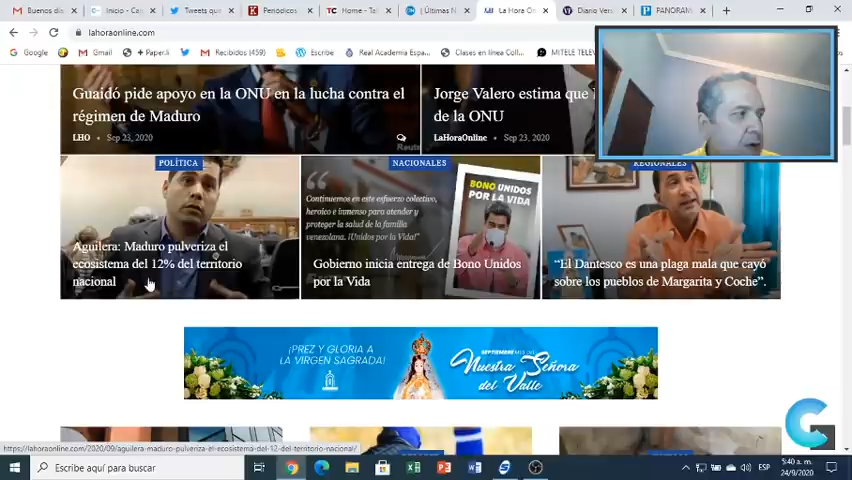 Buenos día
Inicio - Ca
Tweets que
Periódicos
Home - Tal
(Últimas N
La Hora On
Diario Vers
PANORAM
lahoraonline.com
Google
Gmail
+ Papel.li
Recibidos (459)
Escribe
Real Academia Espa...
Clases en línea Coll...
MITELE TELEVI
Guaidó pide apoyo en la ONU en la lucha contra el
régimen de Maduro
LHO • Sep 23, 2020
Jorge Valero estima que
de la ONU
LaHoraOnline • Sep 23, 2020
Reute
POLÍTICA
Aguilera: Maduro pulveriza el
ecosistema del 12% del territorio
nacional
NACIONALES
Continuemos en este esfuerzo colectivo,
heroico e inmenso para atender y
proteger la salud de la familia
venezolana. ¡Unidos por la Vida!
BONO UNIDOS
POR LA VIDA
Gobierno inicia entrega de Bono Unidos
por la Vida
REGIONALES
“El Dantesco es una plaga mala que cayó
sobre los pueblos de Margarita y Coche”.
¡PREZ Y GLORIA A
LA VIRGEN SAGRADA!
SEPTIEMBRE MES DE
Nuestra Señora
del Valle
https://lahoraonline.com/2020/09/aguilera-maduro-pulveriza-el-ecosistema-del-12-del-territorio-nacional/
Escribe aquí para buscar
ESP
5:40 a. m.
24/9/2020